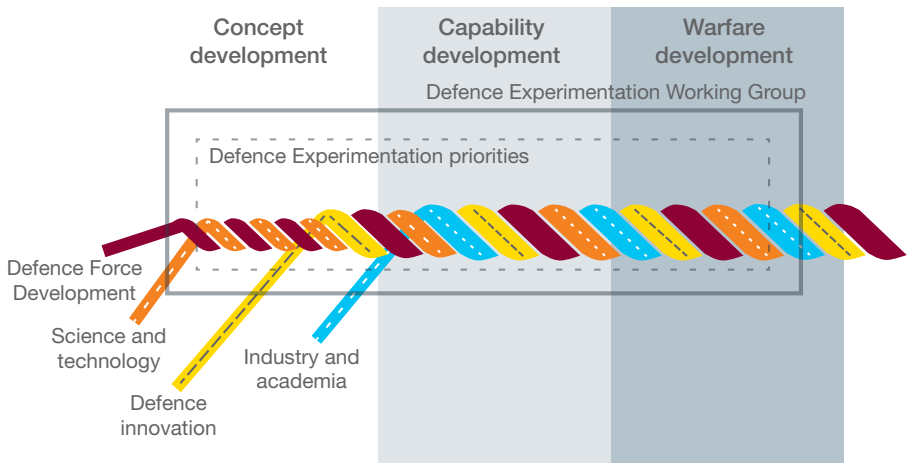 Concept
development
Capability
development
Warfare
development
Defence Experimentation Working Group
Defence Experimentation priorities
Defence Force
Development
Science and
technology
Defence
innovation
Industry and
academia